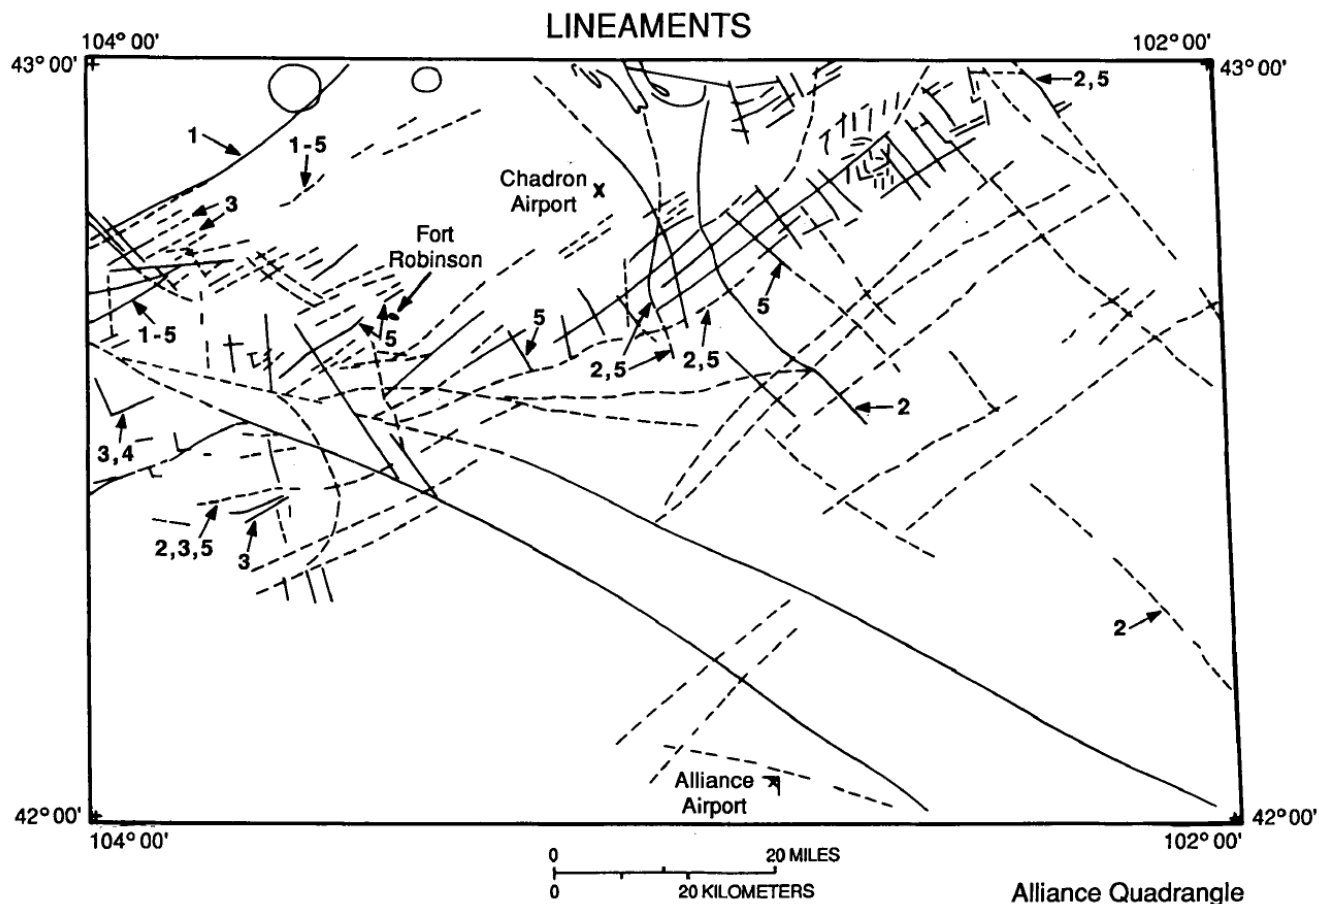 LINEAMENTS
104° 00'
102° 00'
43° 00'
43° 00'
2,5
1
1-5
Chadron
Airport
x
3
Fort
Robinson
5
1-5
5
5
2,5
2,5
2
3,4
2,3,5
3
2
Alliance
Airport
x
42° 00'
42° 00'
104° 00'
102° 00'
0
20 MILES
0
20 KILOMETERS
Alliance Quadrangle